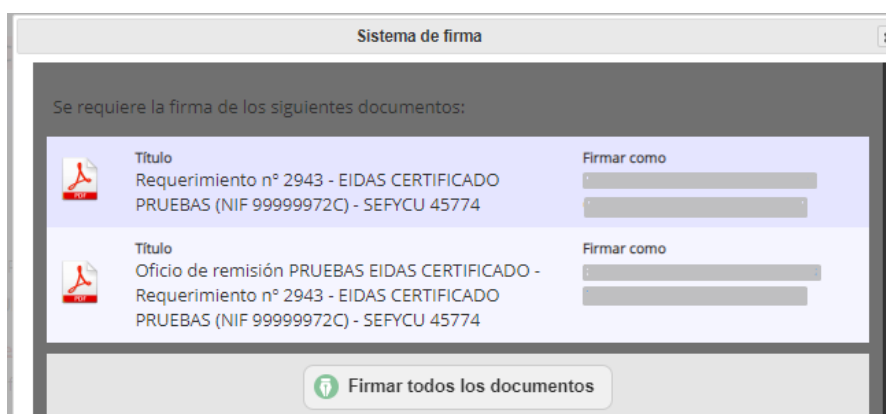 Sistema de firma
Se requiere la firma de los siguientes documentos:
Título
Requerimiento nº 2943 - EIDAS CERTIFICADO
PRUEBAS (NIF 99999972C) - SEFYCU 45774
Firmar como
Título
Oficio de remisión PRUEBAS EIDAS CERTIFICADO -
Requerimiento nº 2943 - EIDAS CERTIFICADO
PRUEBAS (NIF 99999972C) - SEFYCU 45774
Firmar como
PDF
PDF
Firmar todos los documentos